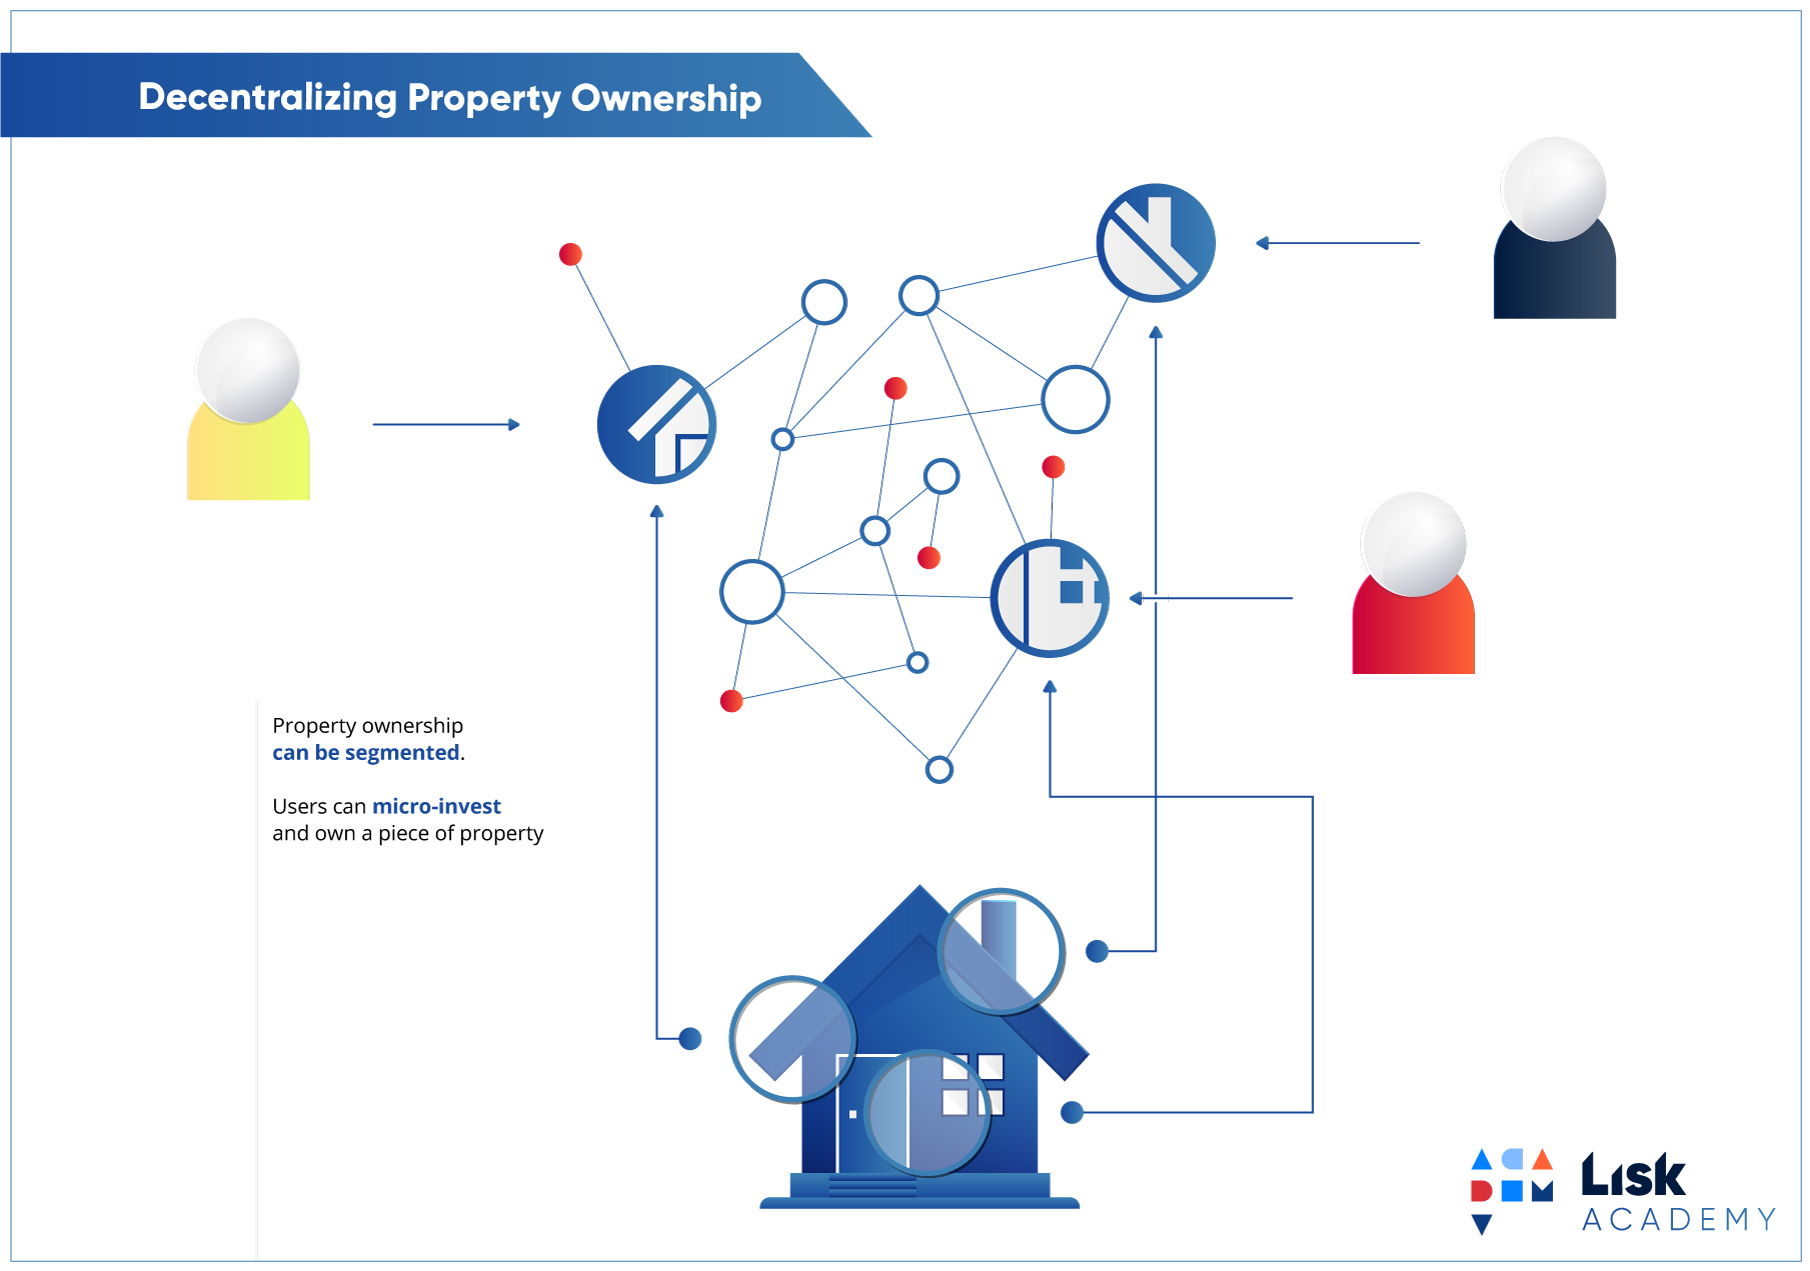 Decentralizing Property Ownership
Property ownership
can be segmented.
Users can micro-invest
and own a piece of property
Lisk
ACADEMY